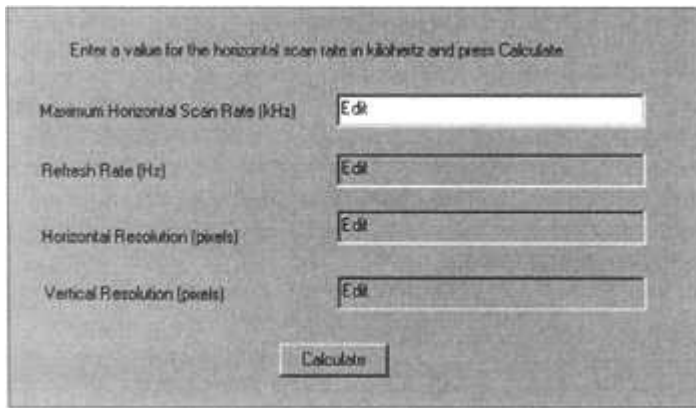 Enter a value for the horizontal scan rate in kilohertz and press Calculate
Maximum Horizontal Scan Rate (kHz)
Edit
Refresh Rate (Hz)
Edit
Horizontal Resolution (pixels)
Edit
Vertical Resolution (pixels)
Edit
Calculate